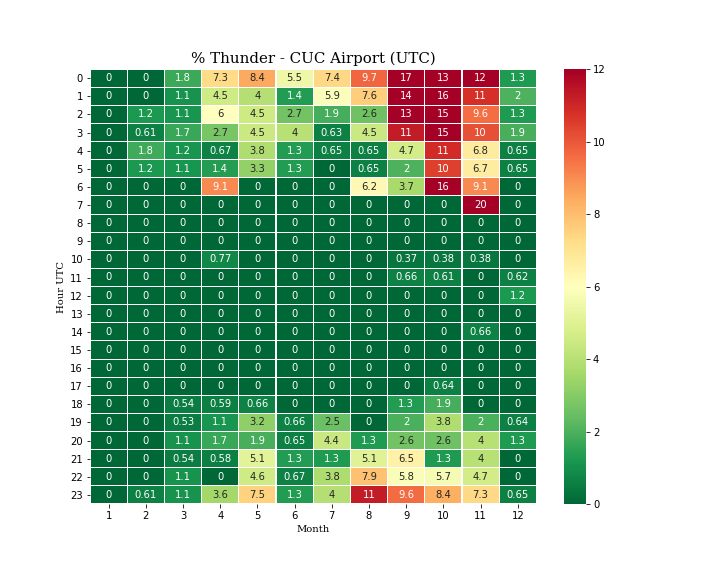 % Thunder - CUC Airport (UTC)
0 0 0 1.8 7.3 8.4 5.5 7.4 9.7 17 13 12 1.3
1 0 0 1.1 4.5 4 1.4 5.9 7.6 14 16 11 2
2 0 1.2 1.1 6 4.5 2.7 1.9 2.6 13 15 9.6 1.3
3 0 0.61 1.7 2.7 4.5 4 0.63 4.5 11 15 10 1.9
4 0 1.8 1.2 0.67 3.8 1.3 0.65 0.65 4.7 11 6.8 0.65
5 0 1.2 1.1 1.4 3.3 1.3 0 0.65 2 10 6.7 0.65
6 0 0 0 9.1 0 0 0 6.2 3.7 16 9.1 0
7 0 0 0 0 0 0 0 0 0 0 20 0
8 0 0 0 0 0 0 0 0 0 0 0 0
9 0 0 0 0 0 0 0 0 0 0 0 0
10 0 0 0 0.77 0 0 0 0 0.37 0.38 0.38 0
11 0 0 0 0 0 0 0 0 0.66 0.61 0 0.62
12 0 0 0 0 0 0 0 0 0 0 0 1.2
13 0 0 0 0 0 0 0 0 0 0 0 0
14 0 0 0 0 0 0 0 0 0 0 0.66 0
15 0 0 0 0 0 0 0 0 0 0 0 0
16 0 0 0 0 0 0 0 0 0 0 0 0
17 0 0 0 0 0 0 0 0 0 0.64 0 0
18 0 0 0.54 0.59 0.66 0 0 0 1.3 1.9 0 0
19 0 0 0.53 1.1 3.2 0.66 2.5 0 2 3.8 2 0.64
20 0 0 1.1 1.7 1.9 0.65 4.4 1.3 2.6 2.6 4 1.3
21 0 0 0.54 0.58 5.1 1.3 1.3 5.1 6.5 1.3 4 0
22 0 0 1.1 0 4.6 0.67 3.8 7.9 5.8 5.7 4.7 0
23 0 0.61 1.1 3.6 7.5 1.3 4 11 9.6 8.4 7.3 0.65
1 2 3 4 5 6 7 8 9 10 11 12
Month
Hour UTC
12
10
8
6
4
2
0